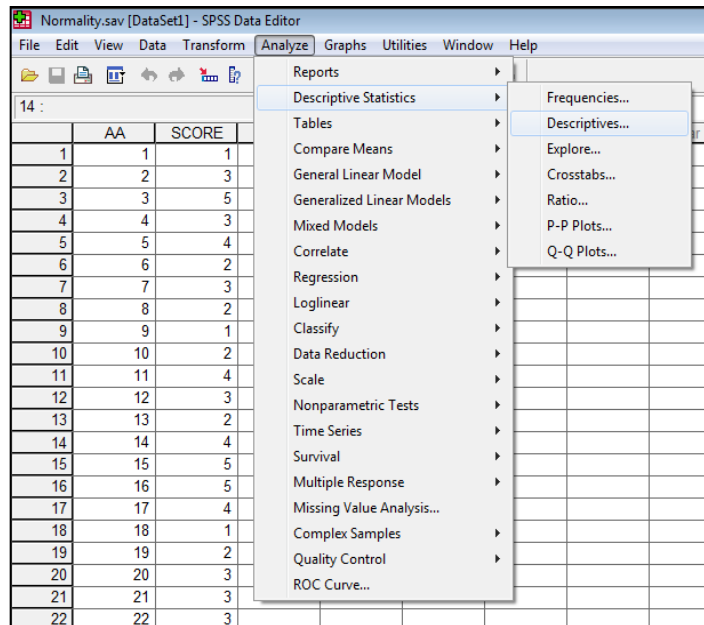 Normality.sav [DataSet1] - SPSS Data Editor
File Edit View Data Transform Analyze Graphs Utilities Window Help
14 :
AA SCORE
1 1 1
2 2 3
3 3 5
4 4 3
5 5 4
6 6 2
7 7 3
8 8 2
9 9 1
10 10 2
11 11 4
12 12 3
13 13 2
14 14 4
15 15 5
16 16 5
17 17 4
18 18 1
19 19 2
20 20 3
21 21 3
22 22 3
Reports
Descriptive Statistics
Tables
Compare Means
General Linear Model
Generalized Linear Models
Mixed Models
Correlate
Regression
Loglinear
Classify
Data Reduction
Scale
Nonparametric Tests
Time Series
Survival
Multiple Response
Missing Value Analysis...
Complex Samples
Quality Control
ROC Curve...
Frequencies...
Descriptives...
Explore...
Crosstabs...
Ratio...
P-P Plots...
Q-Q Plots...